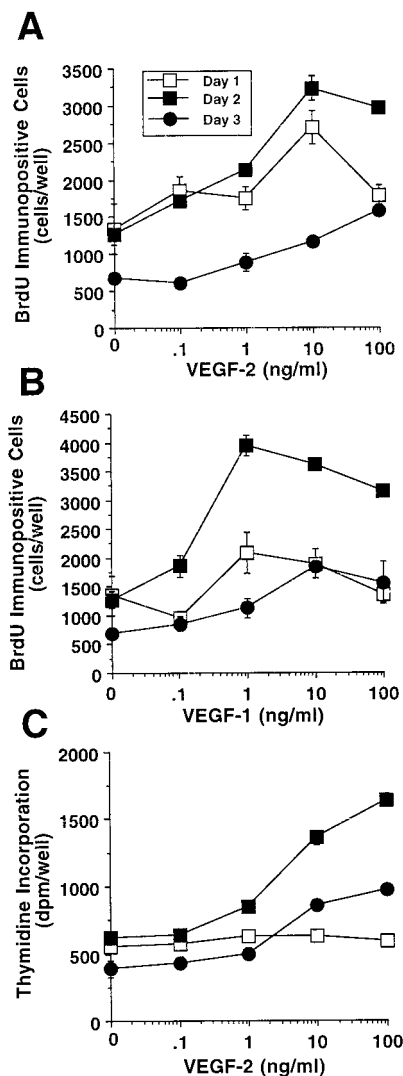 A
BrdU Immunopositive Cells
(cells/well)
3500
3000
2500
2000
1500
1000
500
0
Day 1
Day 2
Day 3
0 .1 1 10 100
VEGF-2 (ng/ml)
B
BrdU Immunopositive Cells
(cells/well)
4500
4000
3500
3000
2500
2000
1500
1000
500
0
0 .1 1 10 100
VEGF-1 (ng/ml)
C
Thymidine Incorporation
(dpm/well)
2000
1500
1000
500
0
0 .1 1 10 100
VEGF-2 (ng/ml)